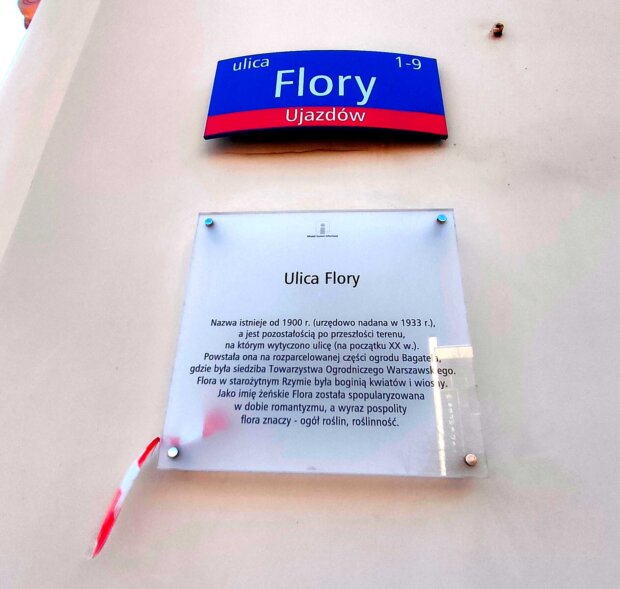 ulica 1-9
Flory
Ujazdów
i
Ulica Flory
Nazwa istnieje od 1900 r. (urzędowo nadana w 1933 r.),
a jest pozostałością po przeszłości terenu,
na którym wytyczono ulicę (na początku XX w.).
Powstała ona na rozparcelowanej części ogrodu Bagatela,
gdzie była siedziba Towarzystwa Ogrodniczego Warszawskiego.
Flora w starożytnym Rzymie była boginią kwiatów i wiosny.
Jako imię żeńskie Flora została spopularyzowana
w dobie romantyzmu, a wyraz pospolity
flora znaczy - ogół roślin, roślinność.